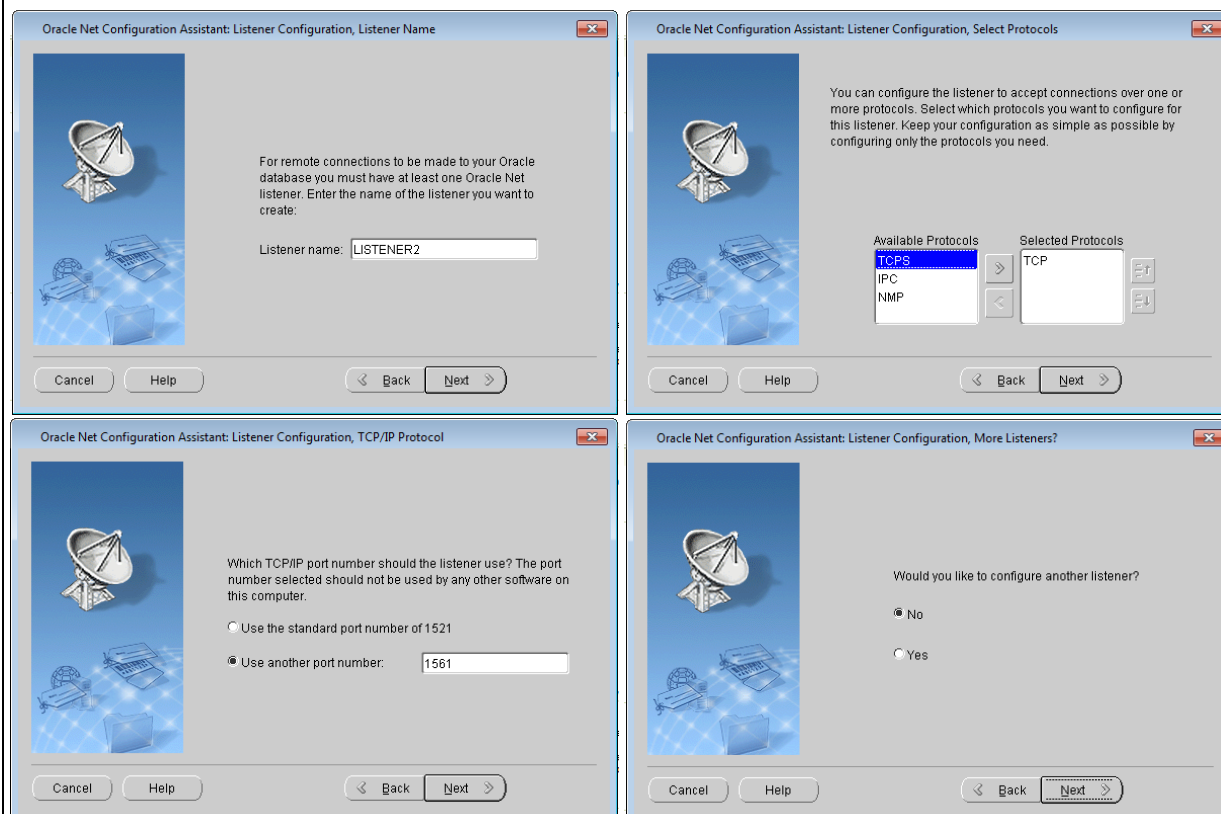 Oracle Net Configuration Assistant: Listener Configuration, Listener Name
For remote connections to be made to your Oracle
database you must have at least one Oracle Net
listener. Enter the name of the listener you want to
create:
Listener name: LISTENER2
Cancel Help Back Next
Oracle Net Configuration Assistant: Listener Configuration, Select Protocols
You can configure the listener to accept connections over one or
more protocols. Select which protocols you want to configure for
this listener. Keep your configuration as simple as possible by
configuring only the protocols you need.
Available Protocols Selected Protocols
TCPS TCP
IPC
NMP
Cancel Help Back Next
Oracle Net Configuration Assistant: Listener Configuration, TCP/IP Protocol
Which TCP/IP port number should the listener use? The port
number selected should not be used by any other software on
this computer.
Use the standard port number of 1521
Use another port number: 1561
Cancel Help Back Next
Oracle Net Configuration Assistant: Listener Configuration, More Listeners?
Would you like to configure another listener?
No
Yes
Cancel Help Back Next